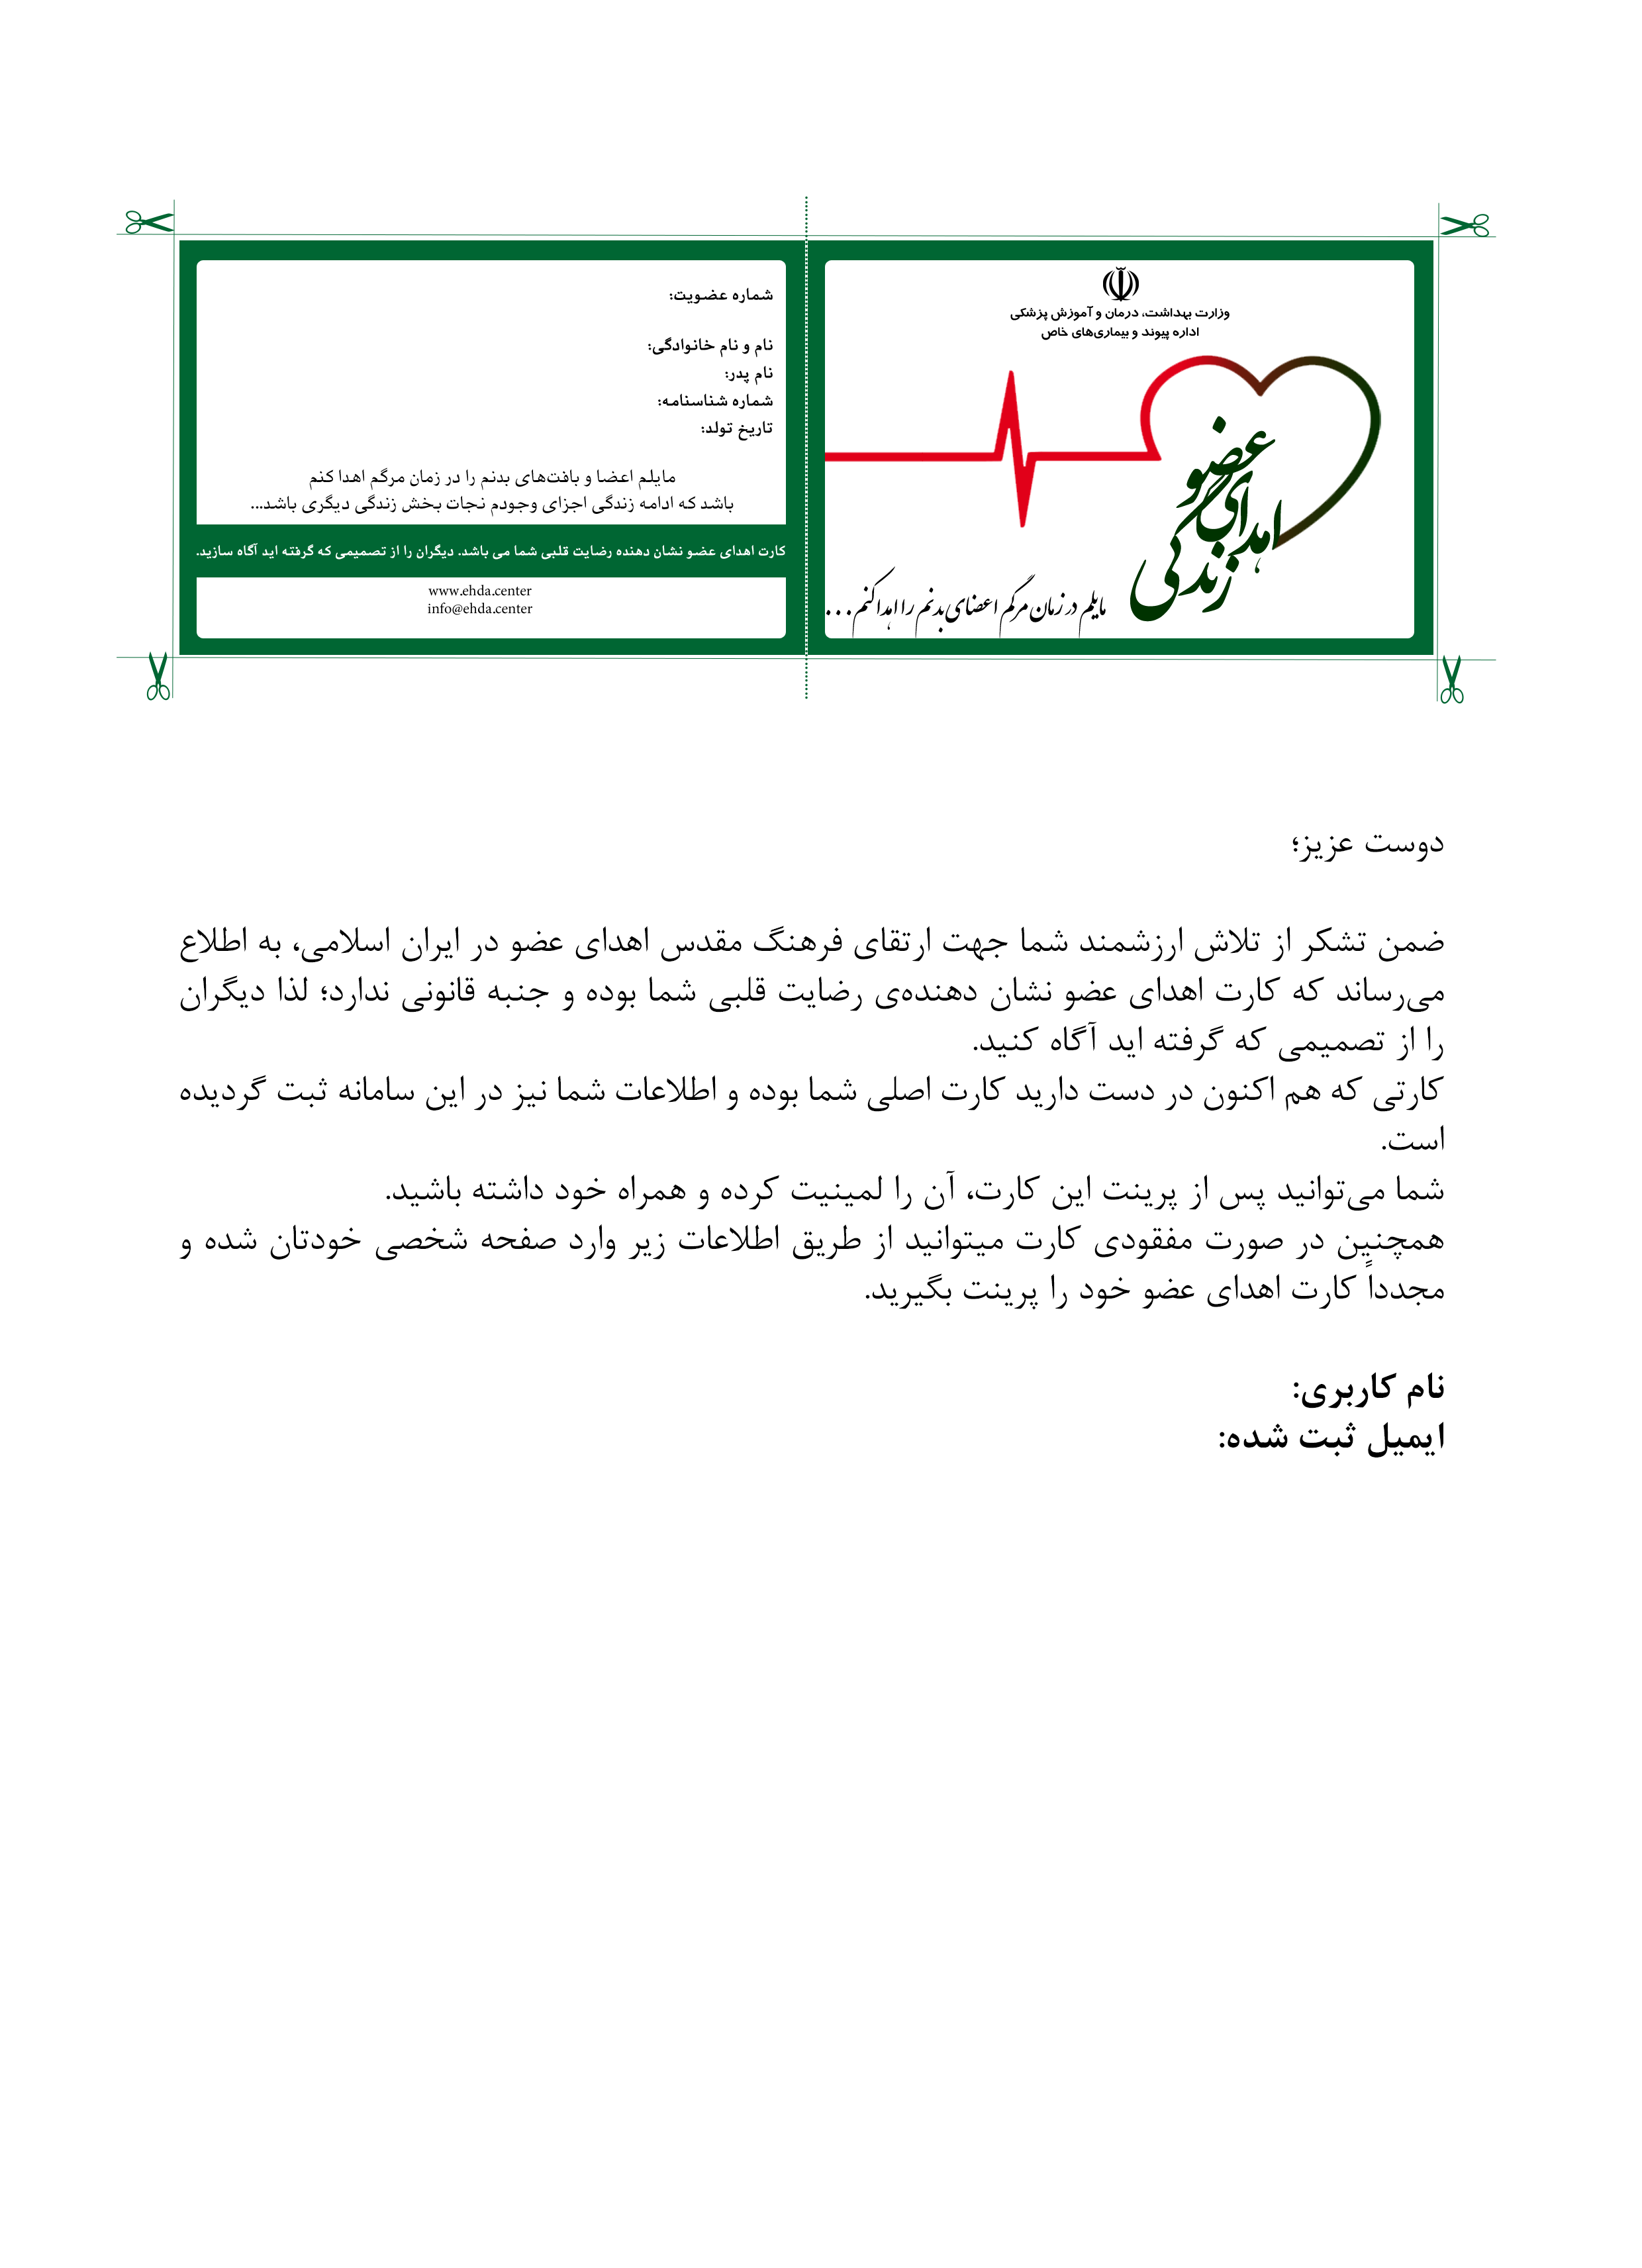 وزارت بهداشت، درمان و آموزش پزشکی
اداره پیوند و بیماری‌های خاص
اهدای عضو
زندگی
مایلم در زمان مرگم اعضای بدنم را اهدا کنم...
شماره عضویت:
نام و نام خانوادگی:
نام پدر:
شماره شناسنامه:
تاریخ تولد:
مایلم اعضا و بافت‌های بدنم را در زمان مرگم اهدا کنم
باشد که ادامه زندگی اجزای وجودم نجات بخش زندگی دیگری باشد...
کارت اهدای عضو نشان دهنده رضایت قلبی شما می باشد. دیگران را از تصمیمی که گرفته اید آگاه سازید.
www.ehda.center
info@ehda.center
دوست عزیز؛
ضمن تشکر از تلاش ارزشمند شما جهت ارتقای فرهنگ مقدس اهدای عضو در ایران اسلامی، به اطلاع
می‌رساند که کارت اهدای عضو نشان دهنده‌ی رضایت قلبی شما بوده و جنبه قانونی ندارد؛ لذا دیگران
را از تصمیمی که گرفته اید آگاه کنید.
کارتی که هم اکنون در دست دارید کارت اصلی شما بوده و اطلاعات شما نیز در این سامانه ثبت گردیده
است.
شما می‌توانید پس از پرینت این کارت، آن را لمینیت کرده و همراه خود داشته باشید.
همچنین در صورت مفقودی کارت میتوانید از طریق اطلاعات زیر وارد صفحه شخصی خودتان شده و
مجدداً کارت اهدای عضو خود را پرینت بگیرید.
نام کاربری:
ایمیل ثبت شده: